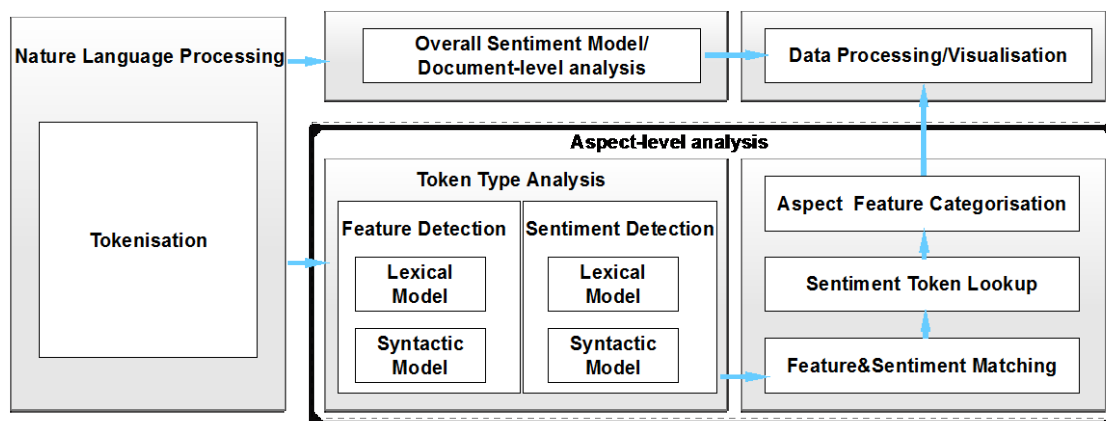 Nature Language Processing
Tokenisation
Overall Sentiment Model/
Document-level analysis
Data Processing/Visualisation
Aspect-level analysis
Token Type Analysis
Feature Detection
Lexical
Model
Syntactic
Model
Sentiment Detection
Lexical
Model
Syntactic
Model
Aspect Feature Categorisation
Sentiment Token Lookup
Feature&Sentiment Matching